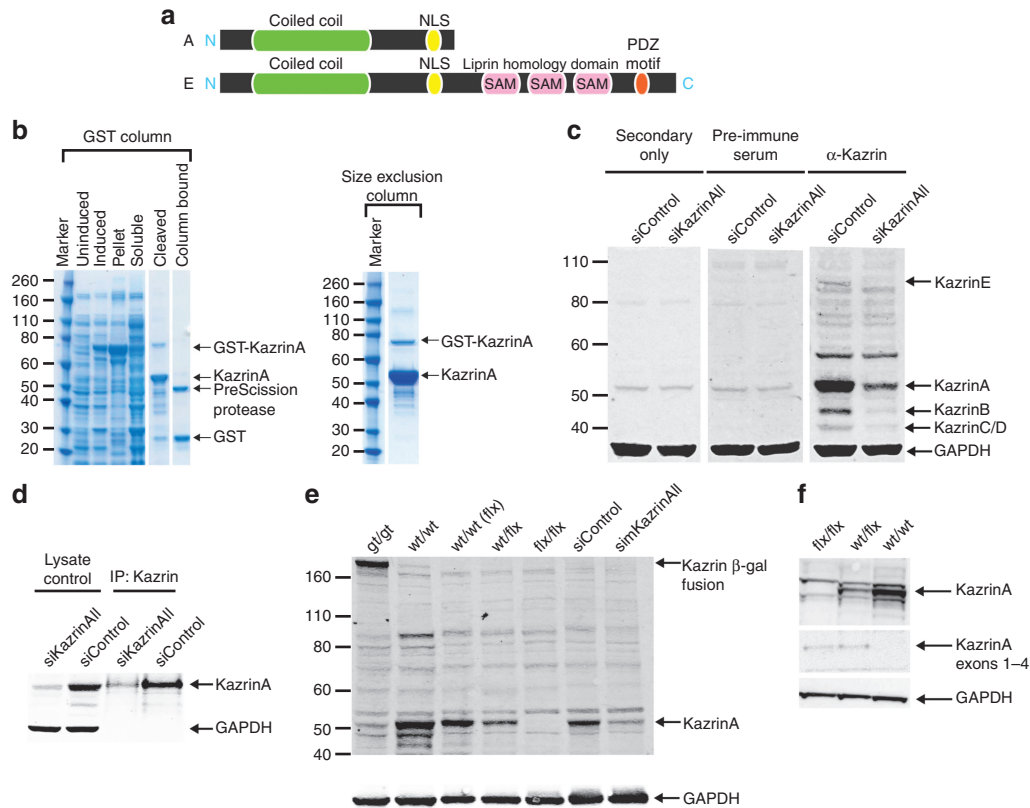 a
Coiled coil NLS
A N
Coiled coil NLS Liprin homology domain PDZ motif
E N SAM SAM SAM C
b
GST column
Marker Uninduced Induced Pellet Soluble Cleaved Column bound
260
160
110
80
60
50
40
30
20
GST-KazrinA
KazrinA
PreScission protease
GST
Size exclusion column
Marker
260
160
110
80
60
50
40
30
20
GST-KazrinA
KazrinA
c
Secondary only Pre-immune serum α-Kazrin
siControl siKazrinAll siControl siKazrinAll siControl siKazrinAll
110
80
50
40
KazrinE
KazrinA
KazrinB
KazrinC/D
GAPDH
d
Lysate control IP: Kazrin
siKazrinAll siControl siKazrinAll siControl
KazrinA
GAPDH
e
gt/gt wt/wt wt/wt (flx) wt/flx flx/flx siControl simKazrinAll
160
110
80
60
50
40
Kazrin β-gal fusion
KazrinA
GAPDH
f
flx/flx wt/flx wt/wt
KazrinA
KazrinA exons 1–4
GAPDH